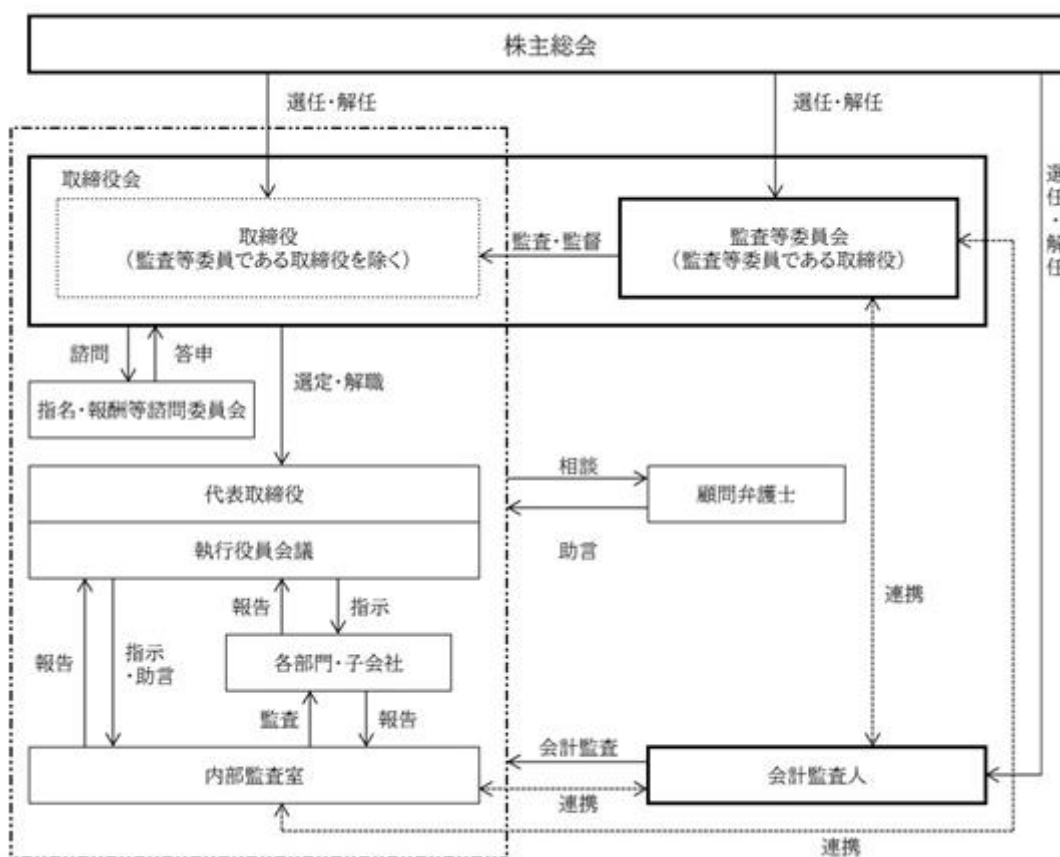 株主総会
選任・解任
選任・解任
選任・解任
取締役会
取締役
（監査等委員である取締役を除く）
監査・監督
監査等委員会
（監査等委員である取締役）
諮問
答申
選定・解職
指名・報酬等諮問委員会
代表取締役
執行役員会議
相談
顧問弁護士
助言
報告
指示
連携
報告
指示
・助言
各部門・子会社
監査
報告
内部監査室
会計監査
会計監査人
連携
連携